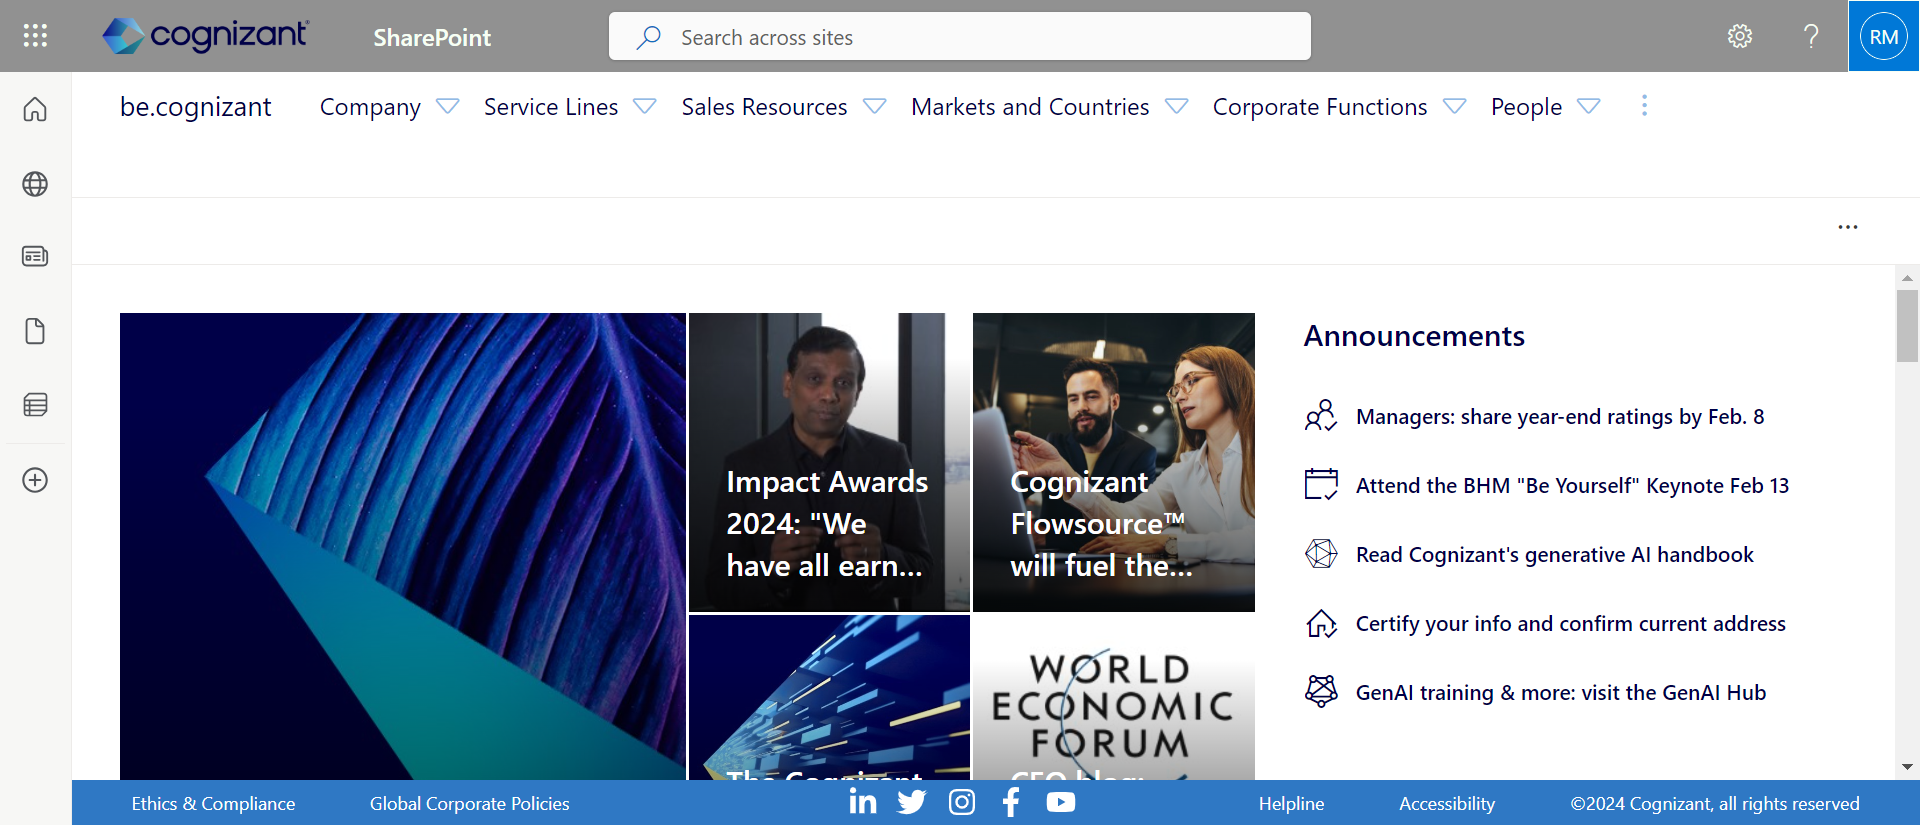 cognizant
SharePoint
Search across sites
RM
be.cognizant
Company
Service Lines
Sales Resources
Markets and Countries
Corporate Functions
People
Impact Awards
2024: "We
have all earn...
Cognizant
Flowsource™
will fuel the...
Announcements
Managers: share year-end ratings by Feb. 8
Attend the BHM "Be Yourself" Keynote Feb 13
Read Cognizant's generative AI handbook
Certify your info and confirm current address
GenAI training & more: visit the GenAI Hub
The Cognizant
WORLD
ECONOMIC
FORUM
CEO blog:
Ethics & Compliance
Global Corporate Policies
Helpline
Accessibility
©2024 Cognizant, all rights reserved